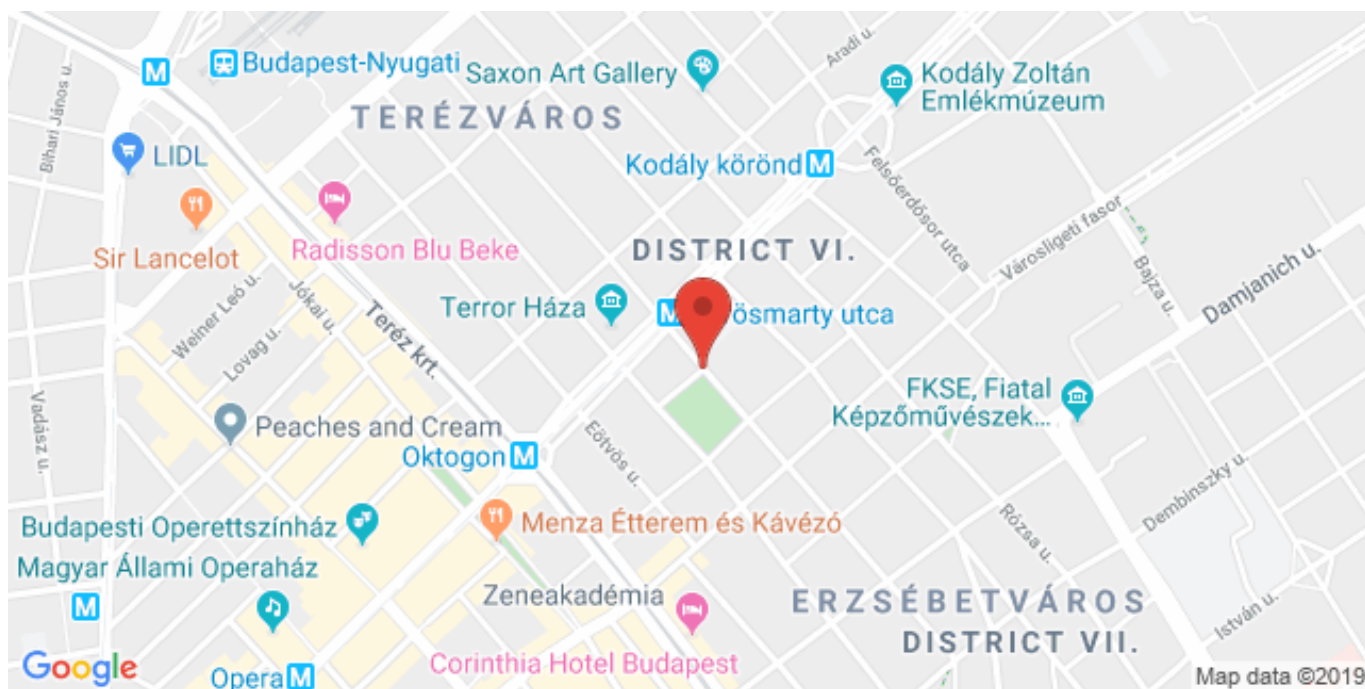 Aradi u.
Budapest-Nyugati
Saxon Art Gallery
Kodály Zoltán
Emlékmúzeum
TERÉZVÁROS
Bihari János u.
LIDL
Kodály körönd
Felsőerdősor utca
Városligeti fasor
Sir Lancelot
Radisson Blu Beke
DISTRICT VI.
Bajza u.
Damjanich u.
Weiner Leó u.
Jókai u.
Teréz krt.
Terror Háza
ösmarty utca
Lovag u.
Vadász u.
FKSE, Fiatal
Képzőművészek...
Peaches and Cream
Oktogon
Eötvös u.
Dembinszky u.
Rózsa u.
Budapesti Operettszínház
Menza Étterem és Kávézó
Magyar Állami Operaház
Zeneakadémia
ERZSÉBETVÁROS
DISTRICT VII.
István u.
Corinthia Hotel Budapest
Opera
Google
Map data ©2019